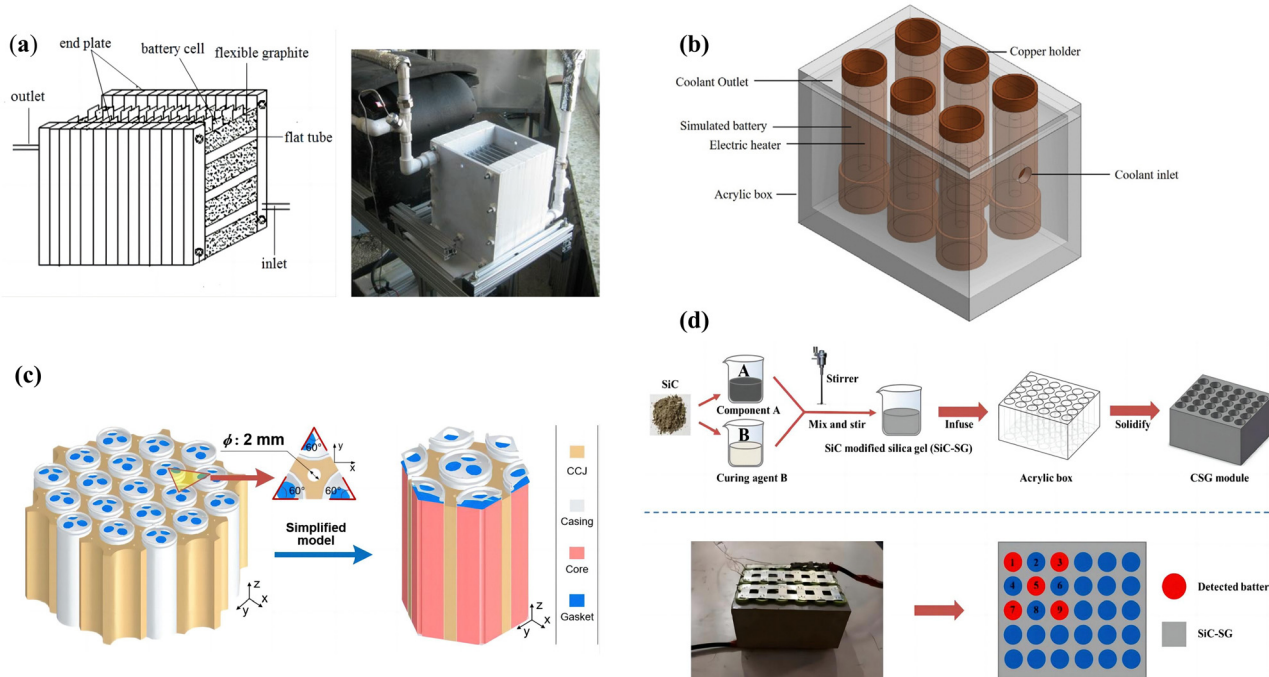 (a)
end plate
battery cell
flexible graphite
outlet
flat tube
inlet
(b)
Copper holder
Coolant Outlet
Simulated battery
Electric heater
Coolant inlet
Acrylic box
(c)
ϕ: 2 mm
y
60°
x
60°
60°
Simplified
model
z
y
x
z
y
x
CCJ
Casing
Core
Gasket
(d)
SiC
A
Component A
B
Curing agent B
Stirrer
Mix and stir
SiC modified silica gel (SiC-SG)
Infuse
Acrylic box
Solidify
CSG module
1 2 3
4 5 6
7 8 9
Detected batter
SiC-SG